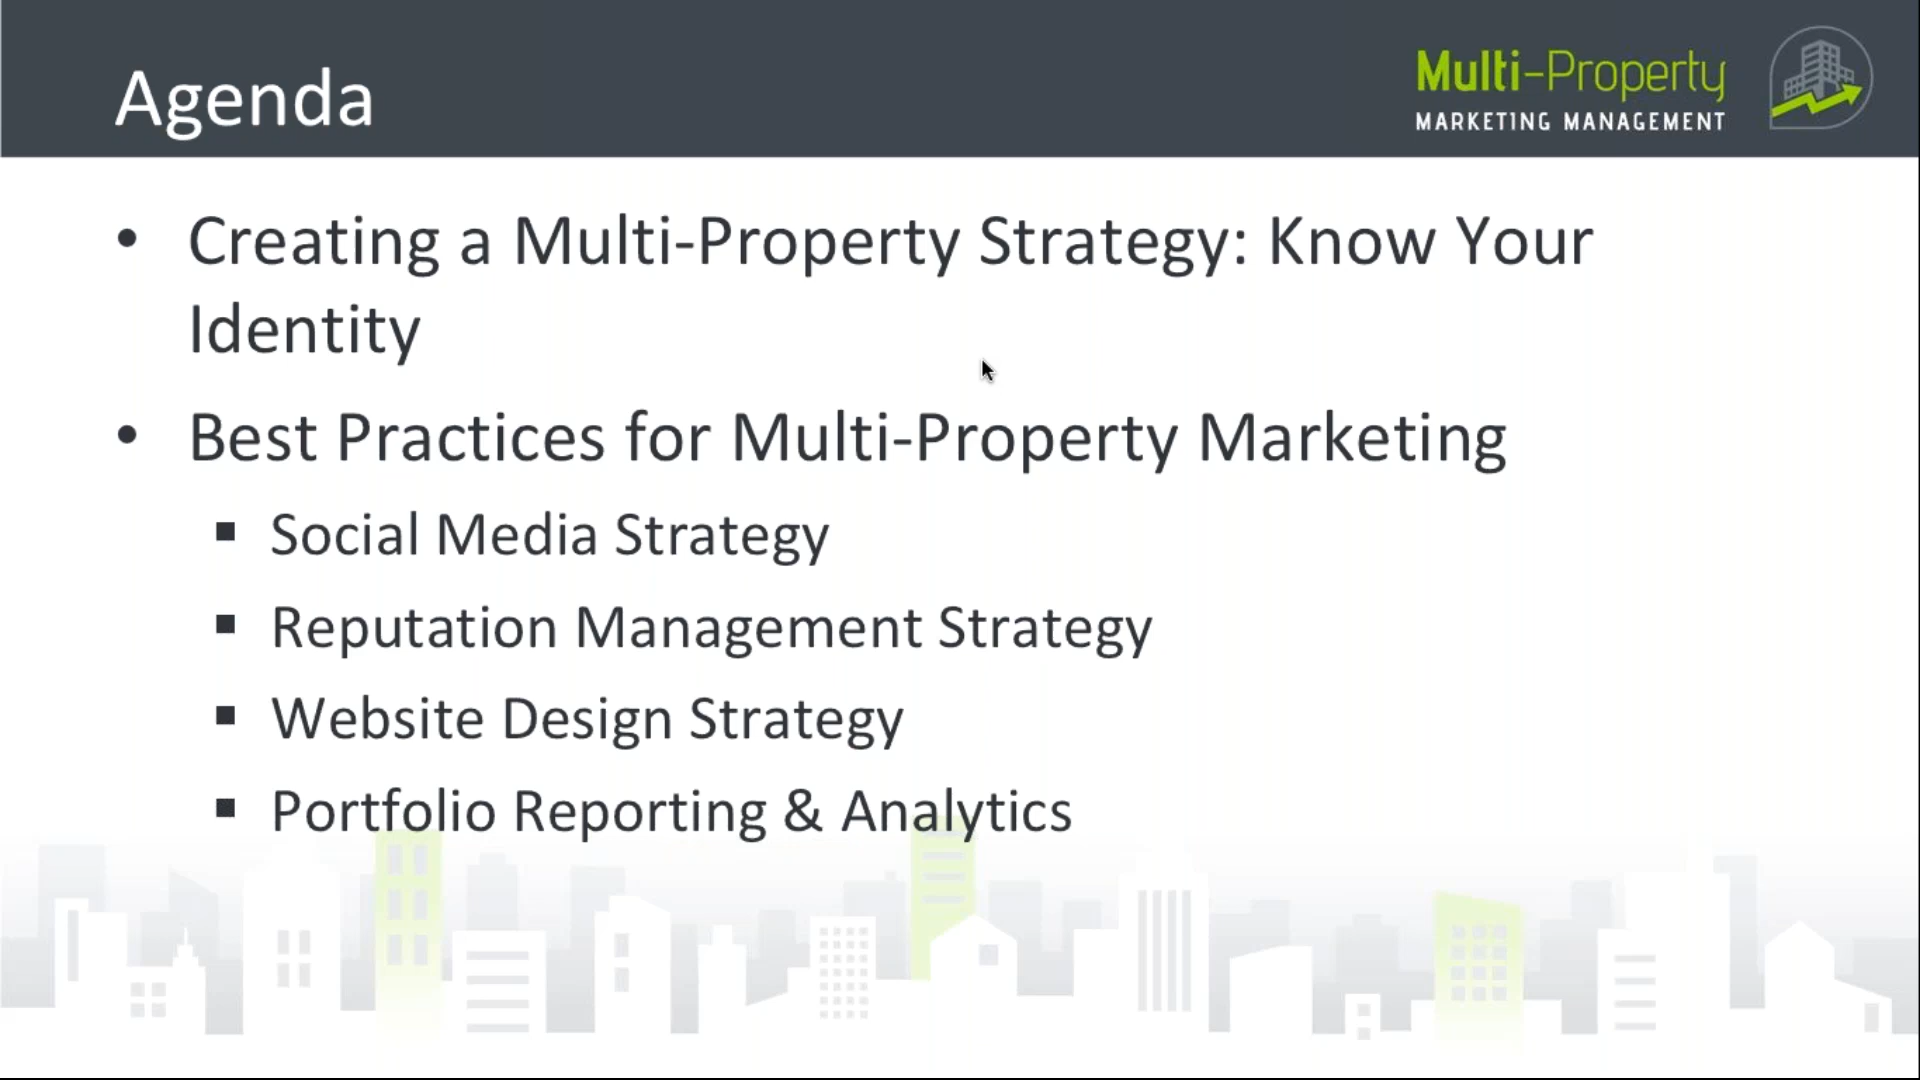 Agenda
Multi-Property
MARKETING MANAGEMENT
• Creating a Multi-Property Strategy: Know Your
Identity
• Best Practices for Multi-Property Marketing
▪ Social Media Strategy
▪ Reputation Management Strategy
▪ Website Design Strategy
▪ Portfolio Reporting & Analytics